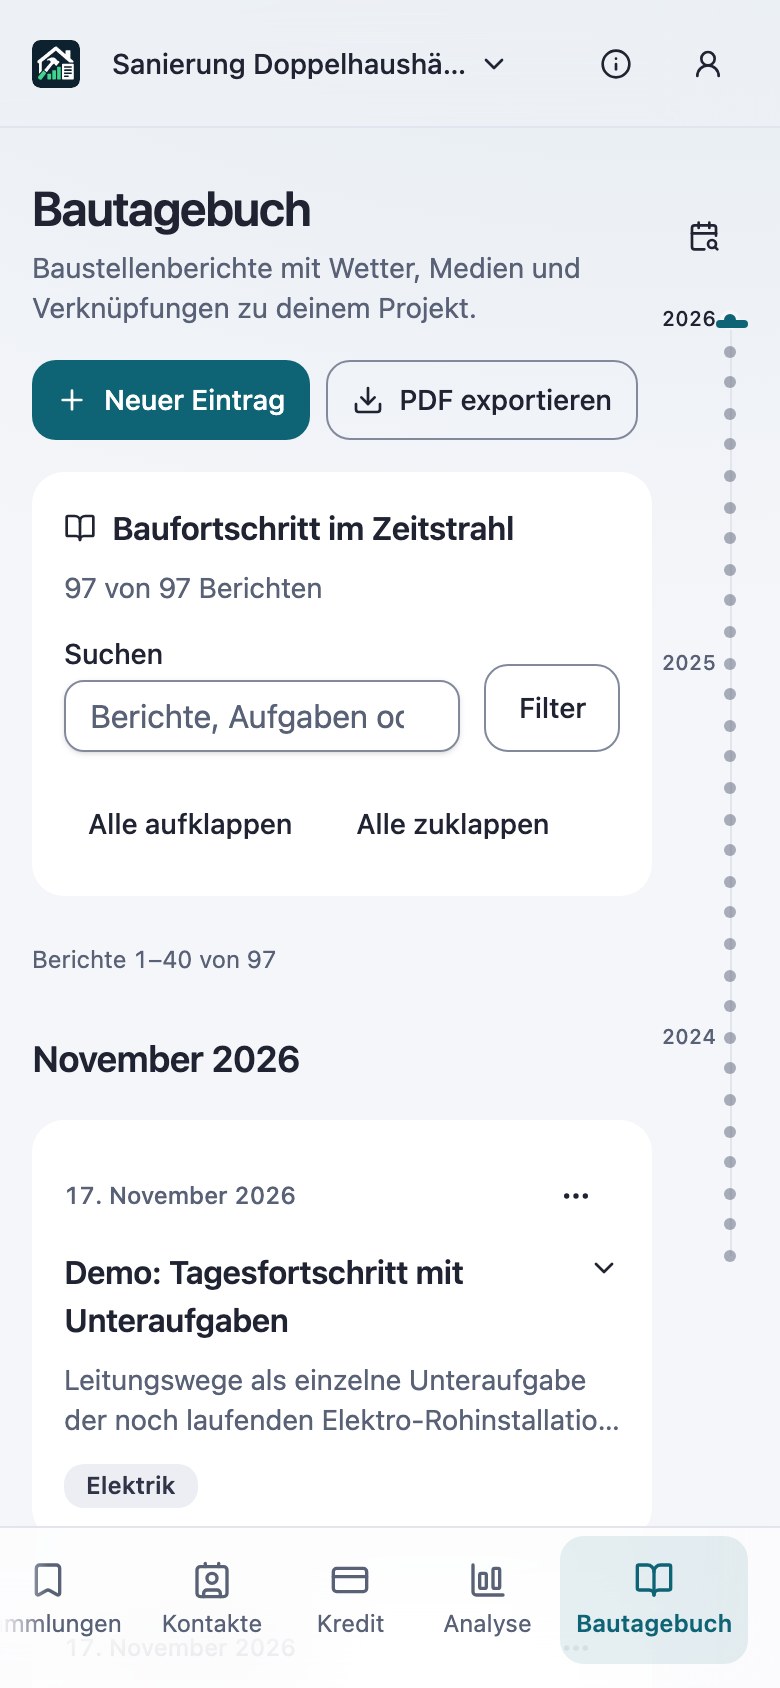 Sanierung Doppelhaushä...
Bautagebuch
Baustellenberichte mit Wetter, Medien und
Verknüpfungen zu deinem Projekt.
2026
Neuer Eintrag
PDF exportieren
Baufortschritt im Zeitstrahl
97 von 97 Berichten
Suchen
2025
Berichte, Aufgaben oc
Filter
Alle aufklappen
Alle zuklappen
Berichte 1–40 von 97
2024
November 2026
17. November 2026
Demo: Tagesfortschritt mit
Unteraufgaben
Leitungswege als einzelne Unteraufgabe
der noch laufenden Elektro-Rohinstallatio...
Elektrik
mmlungen
Kontakte
Kredit
Analyse
Bautagebuch
17. November 2026